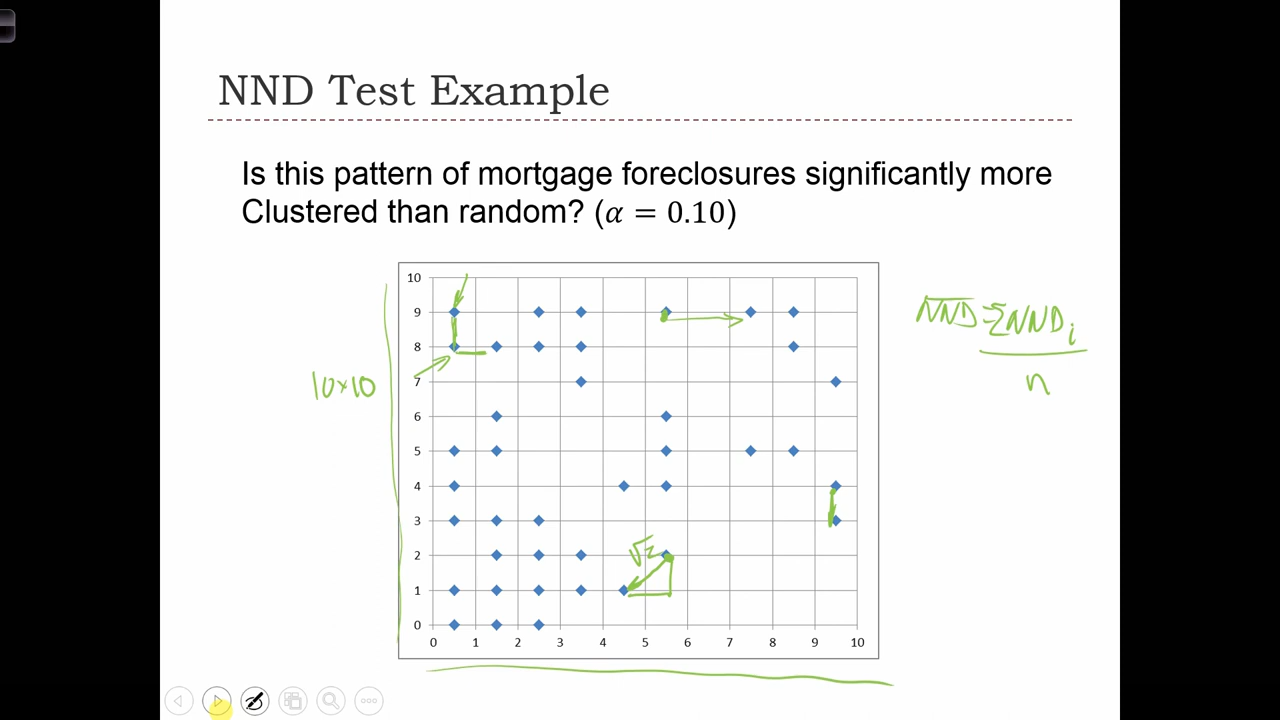 NND Test Example
Is this pattern of mortgage foreclosures significantly more
Clustered than random? (𝛼 = 0.10)
10
9
8
7
6
5
4
3
2
1
0
0 1 2 3 4 5 6 7 8 9 10
10×10
√2
NND = ΣNNDi
n